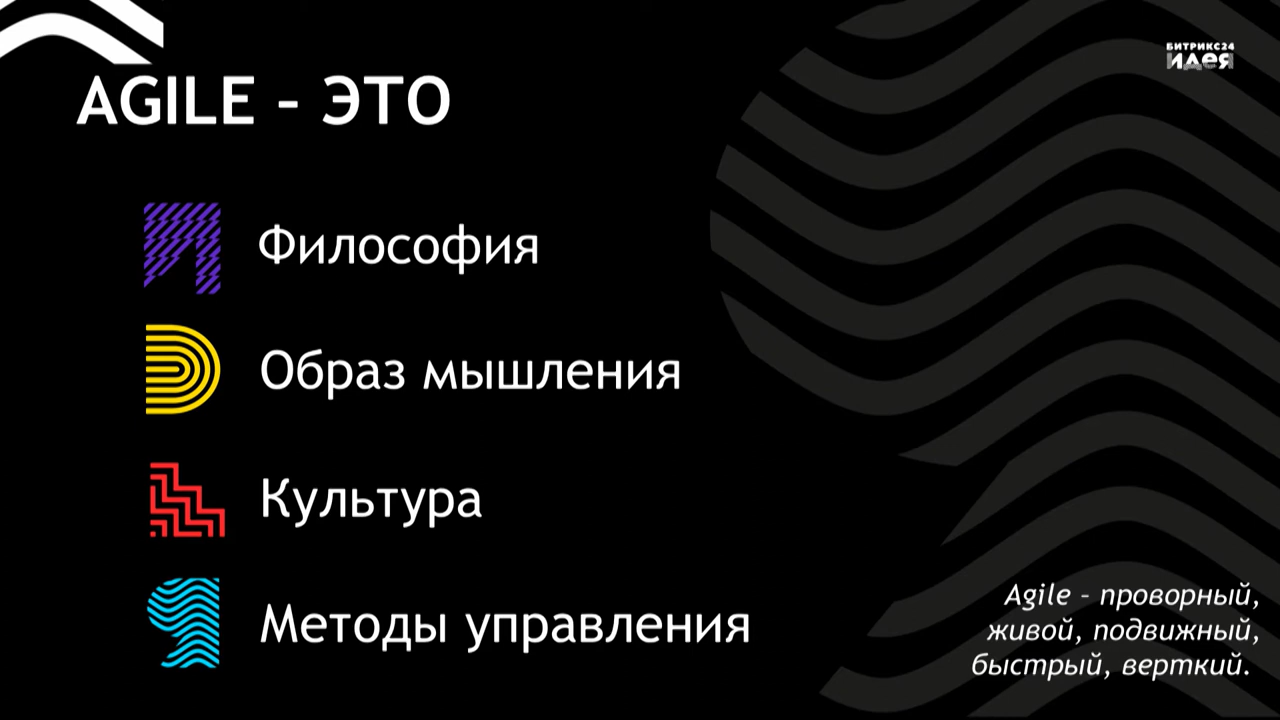 БИТРИКС24
идея
AGILE – ЭТО
Философия
Образ мышления
Культура
Методы управления
Agile – проворный,
живой, подвижный,
быстрый, верткий.